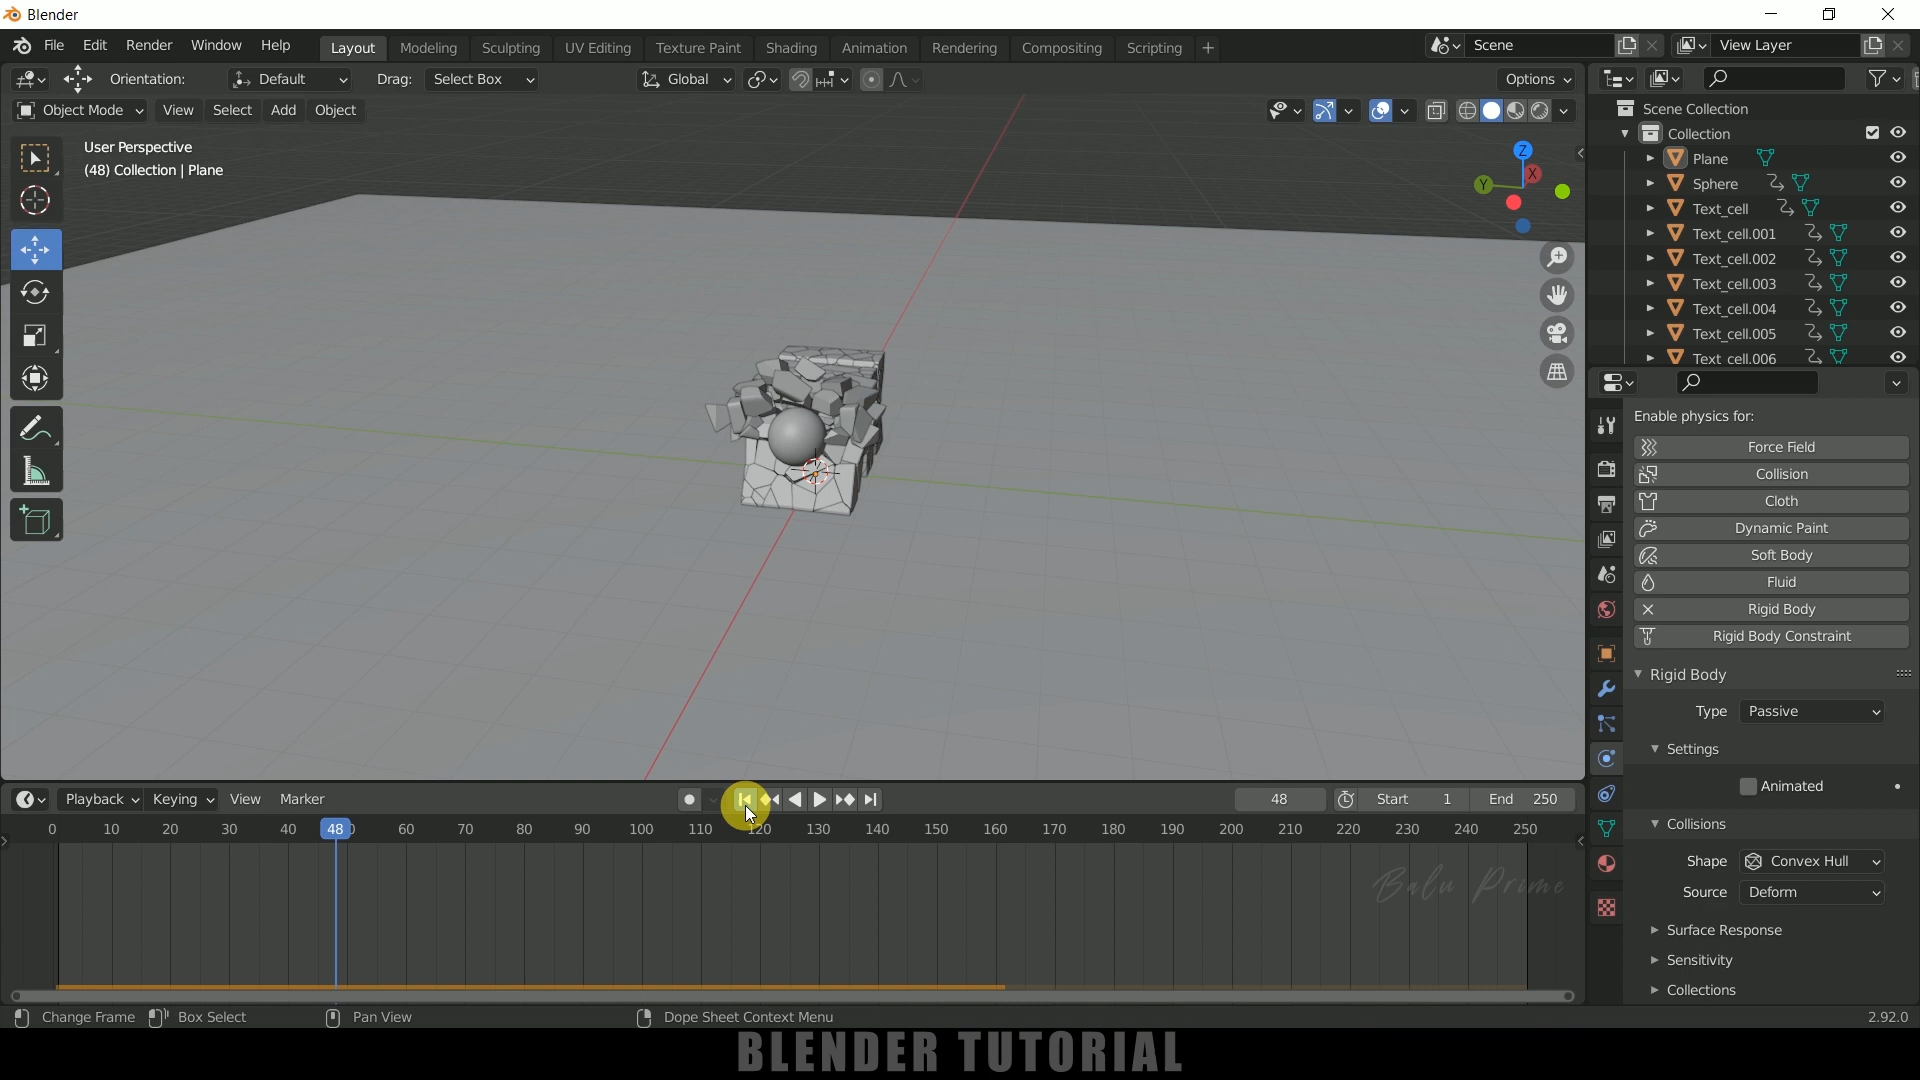 Blender
File Edit Render Window Help Layout Modeling Sculpting UV Editing Texture Paint Shading Animation Rendering Compositing Scripting + Scene View Layer
Orientation: Default Drag: Select Box Global Options
Object Mode View Select Add Object
User Perspective
(48) Collection | Plane
Z
X
Y
Scene Collection
Collection
Plane
Sphere
Text_cell
Text_cell.001
Text_cell.002
Text_cell.003
Text_cell.004
Text_cell.005
Text_cell.006
Enable physics for:
Force Field
Collision
Cloth
Dynamic Paint
Soft Body
Fluid
Rigid Body
Rigid Body Constraint
Rigid Body
Type Passive
Settings
Animated
Collisions
Shape Convex Hull
Source Deform
Surface Response
Sensitivity
Collections
Playback Keying View Marker 48 Start 1 End 250
0 10 20 30 40 48 60 70 80 90 100 110 120 130 140 150 160 170 180 190 200 210 220 230 240 250
Balu Prime
Change Frame Box Select Pan View Dope Sheet Context Menu 2.92.0
BLENDER TUTORIAL